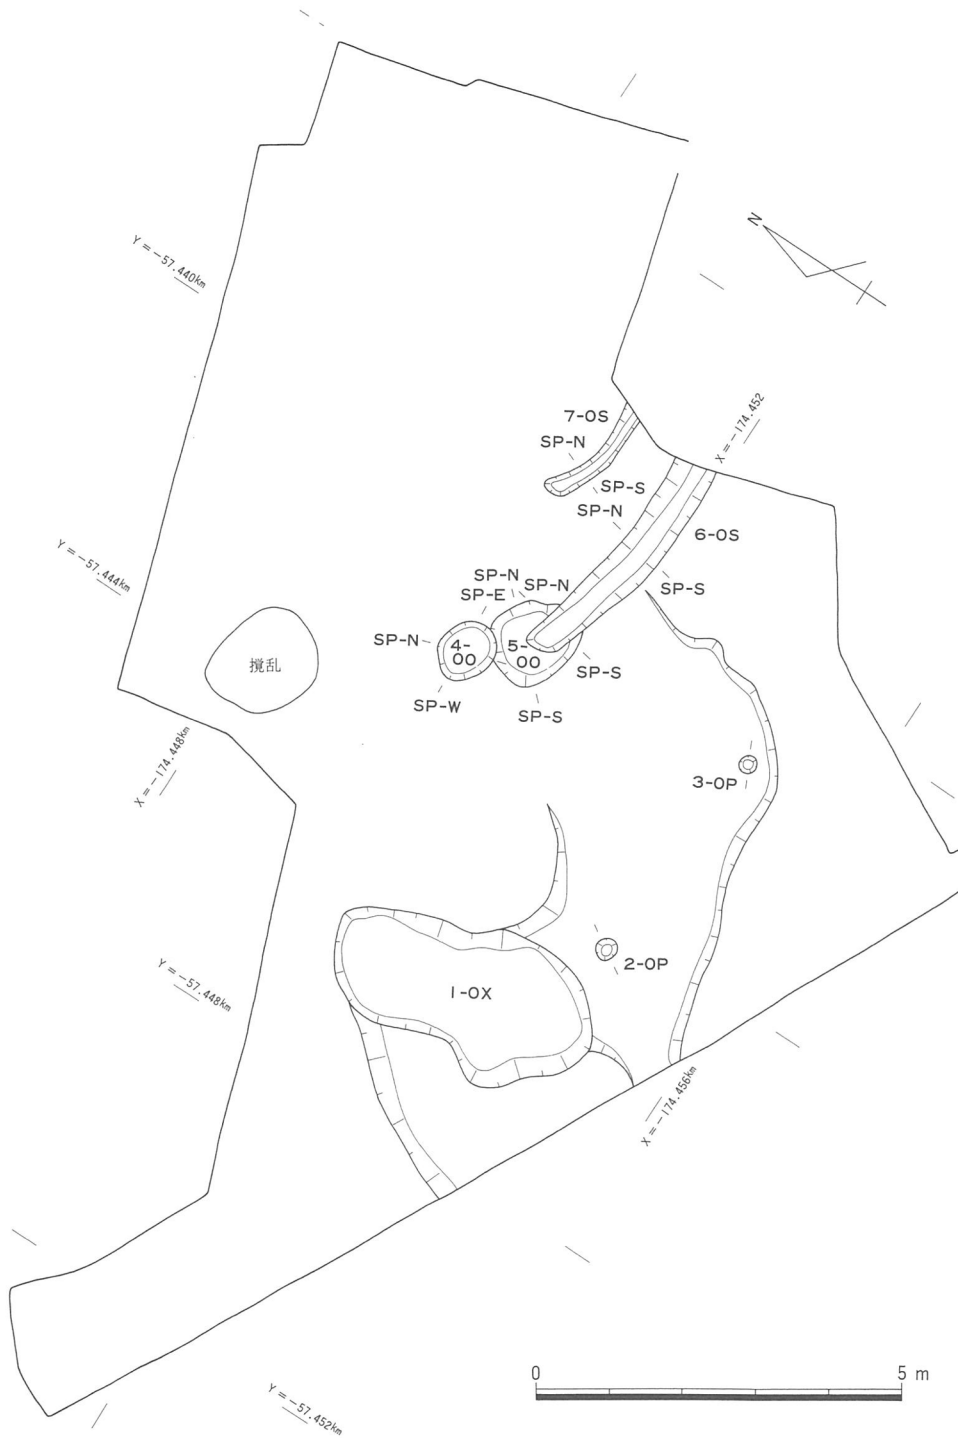 N
Y = -57.440km
X = -174.452
7-OS
SP-N
SP-S
SP-N
6-OS
Y = -57.444km
SP-N
SP-N
SP-E
SP-S
SP-N
4-OO
5-OO
攪乱
SP-S
SP-W
SP-S
X = -174.448km
3-OP
2-OP
1-OX
Y = -57.448km
X = -174.456km
0
5 m
Y = -57.452km